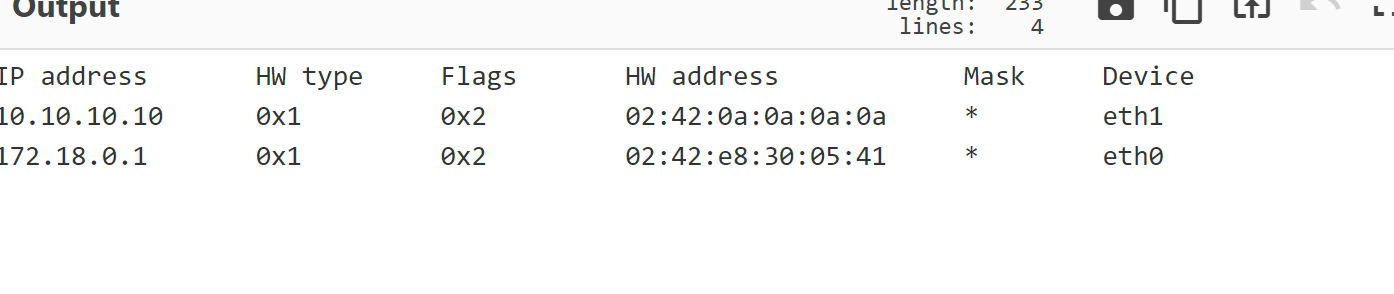 Output
length: 233
lines: 4
IP address HW type Flags HW address Mask Device
10.10.10.10 0x1 0x2 02:42:0a:0a:0a:0a * eth1
172.18.0.1 0x1 0x2 02:42:e8:30:05:41 * eth0